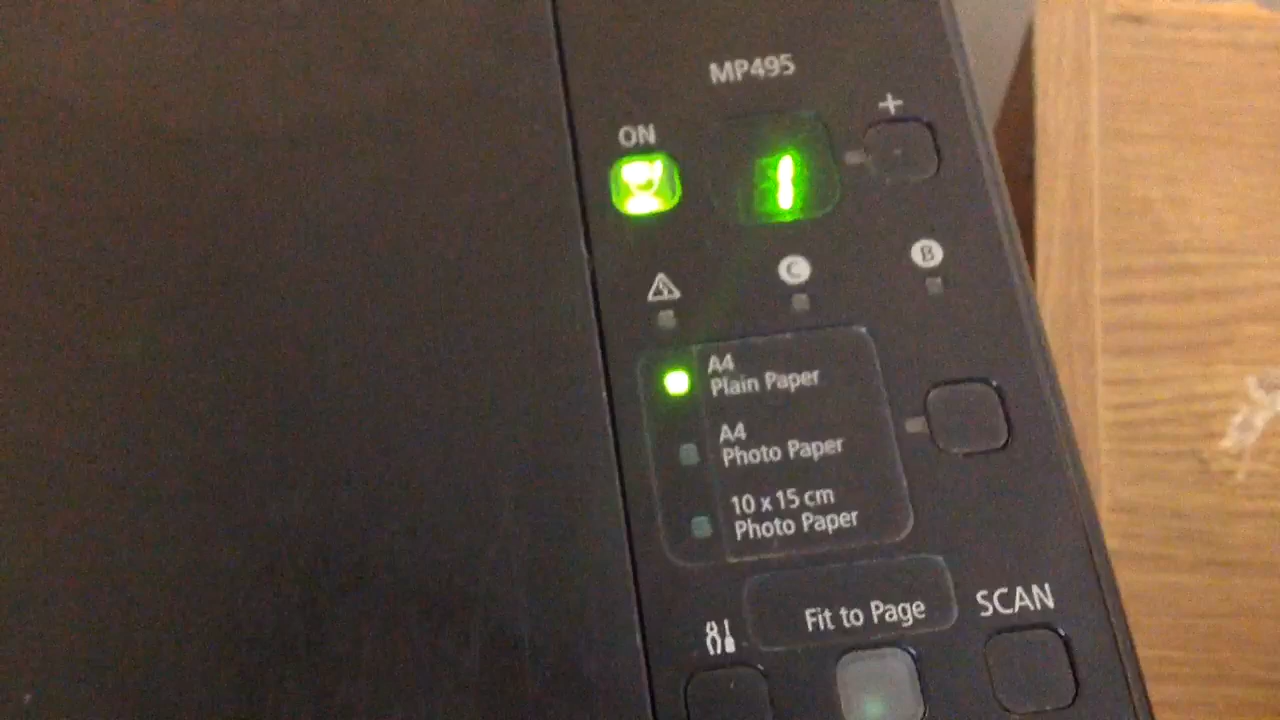 MP495
ON
+
1
C
B
A4
Plain Paper
A4
Photo Paper
10 x 15 cm
Photo Paper
Fit to Page
SCAN